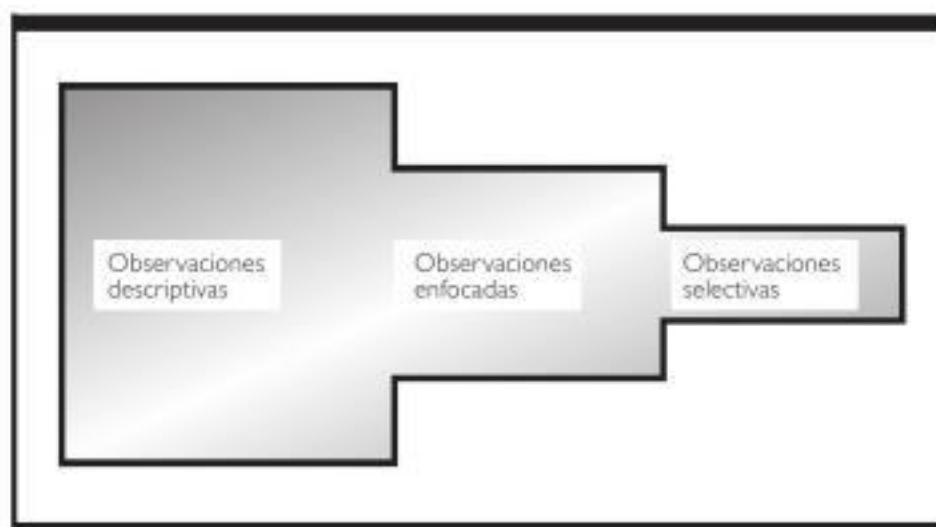 Observaciones
descriptivas
Observaciones
enfocadas
Observaciones
selectivas